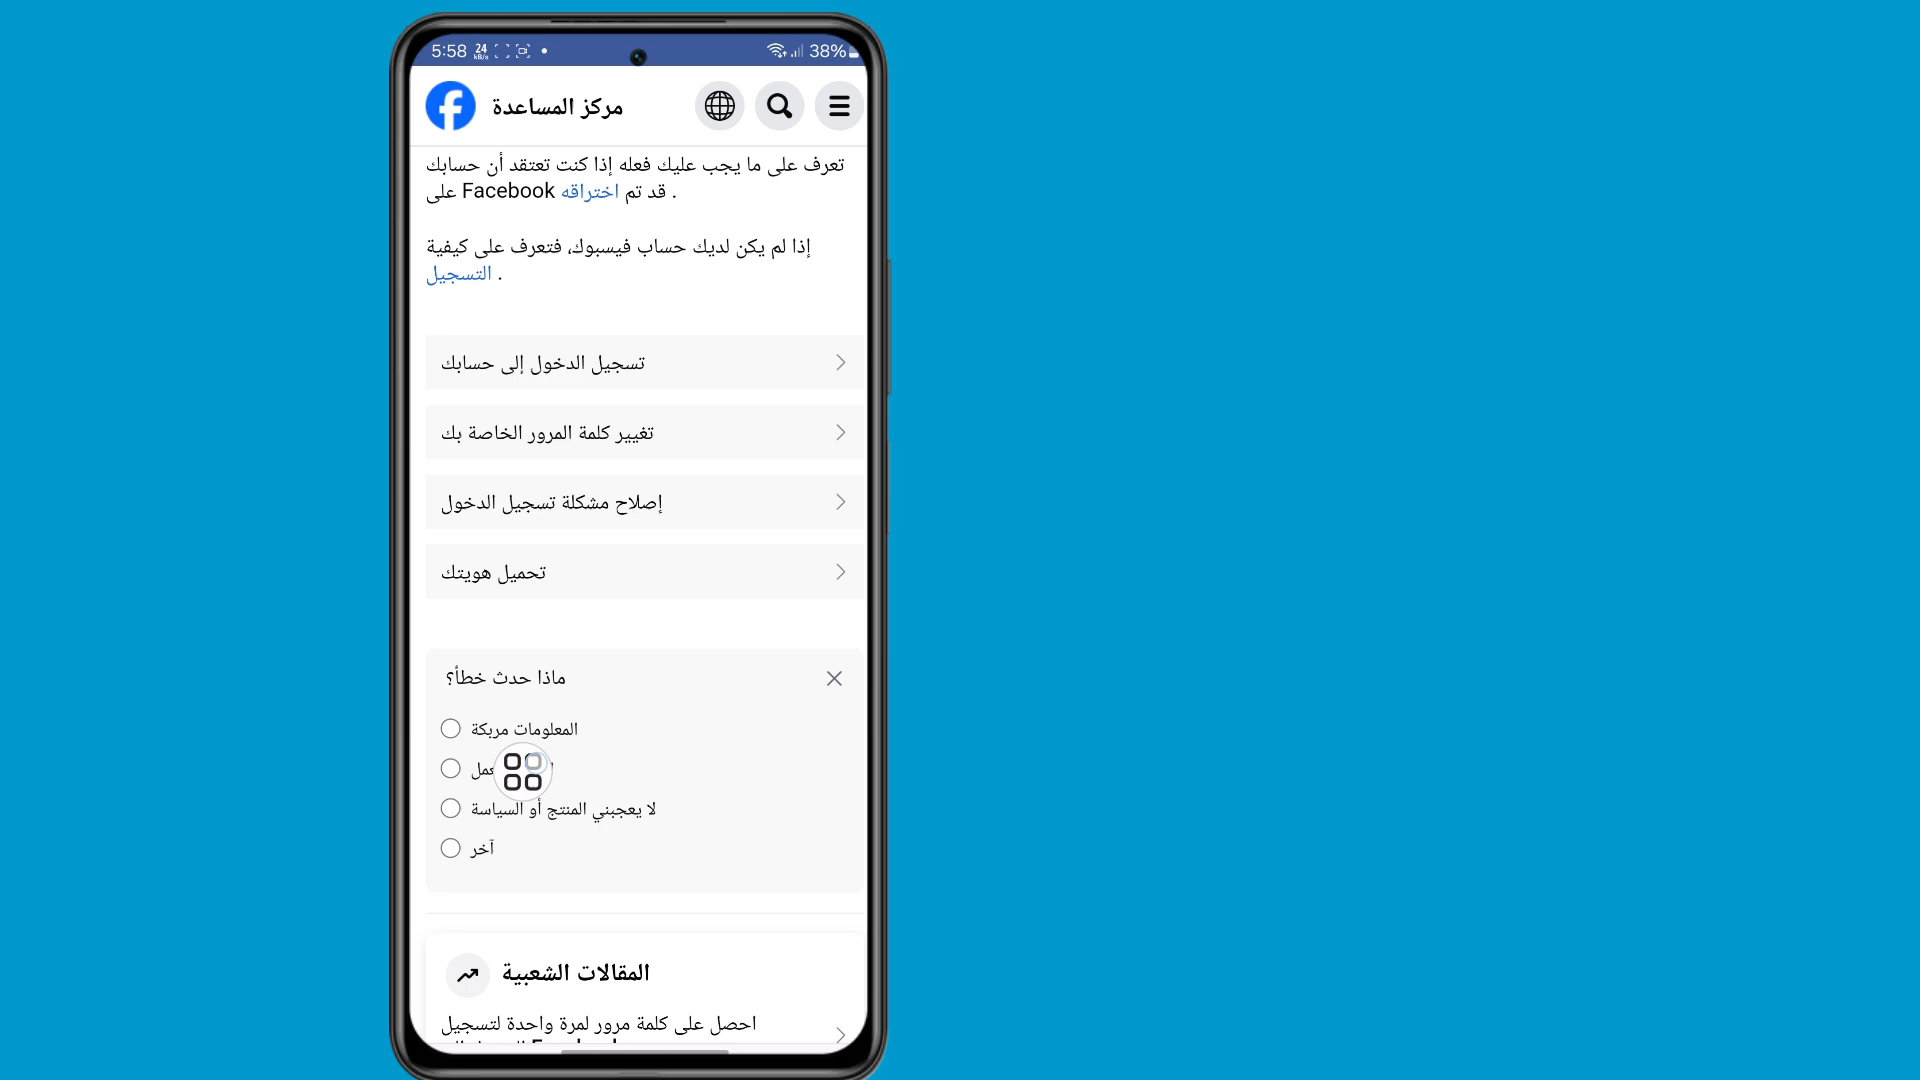 5:58 24 kB/s 38%
مركز المساعدة
تعرف على ما يجب عليك فعله إذا كنت تعتقد أن حسابك
على Facebook قد تم اختراقه .
إذا لم يكن لديك حساب فيسبوك، فتعرف على كيفية
التسجيل .
تسجيل الدخول إلى حسابك
تغيير كلمة المرور الخاصة بك
إصلاح مشكلة تسجيل الدخول
تحميل هويتك
ماذا حدث خطأ؟
المعلومات مربكة
لا يعجبني المنتج أو السياسة
آخر
المقالات الشعبية
احصل على كلمة مرور لمرة واحدة لتسجيل